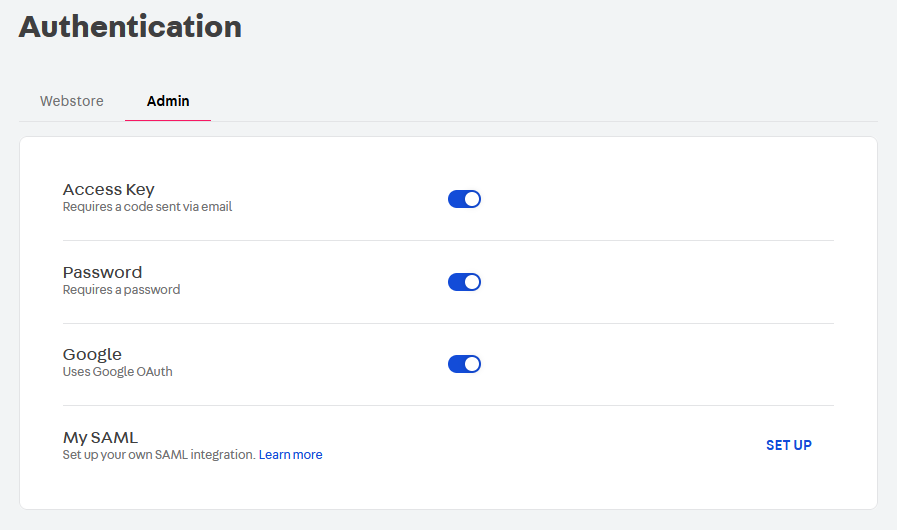 Authentication
Webstore
Admin
Access Key
Requires a code sent via email
Password
Requires a password
Google
Uses Google OAuth
My SAML
Set up your own SAML integration. Learn more
SET UP